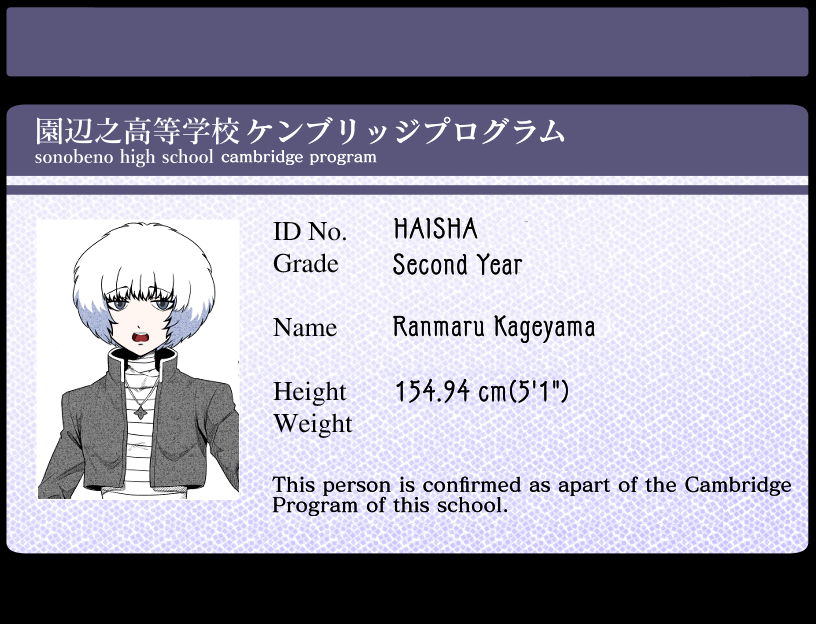 園辺之高等学校 ケンブリッジプログラム
sonobeno high school cambridge program
ID No. HAISHA
Grade Second Year
Name Ranmaru Kageyama
Height 154.94 cm(5'1")
Weight
This person is confirmed as apart of the Cambridge
Program of this school.